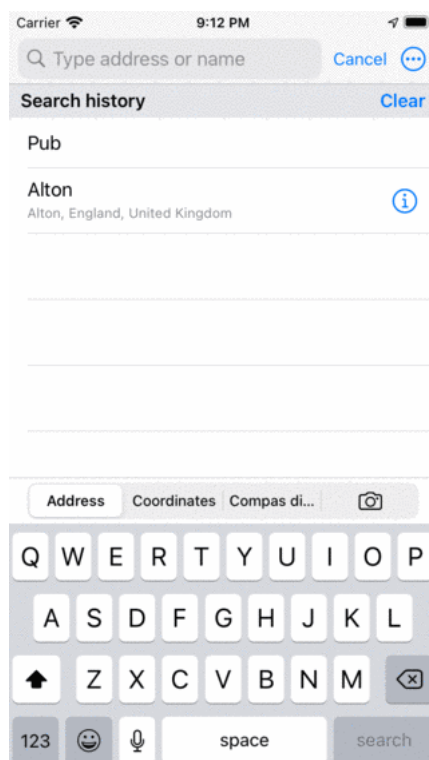 Carrier 9:12 PM
Type address or name Cancel
Search history Clear
Pub
Alton
Alton, England, United Kingdom
Address Coordinates Compas di...
Q W E R T Y U I O P
A S D F G H J K L
Z X C V B N M
123 space search